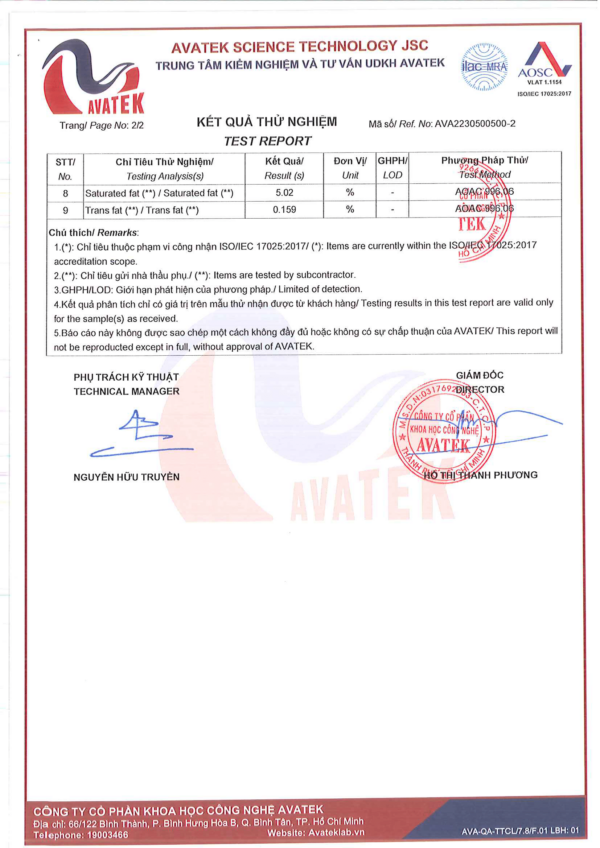 AVATEK SCIENCE TECHNOLOGY JSC
TRUNG TÂM KIỂM NGHIỆM VÀ TƯ VẤN UDKH AVATEK
AVATEK
ilac-MRA
AOSC
VLAT 1.1154
ISO/IEC 17025:2017
Trang/ Page No: 2/2
KẾT QUẢ THỬ NGHIỆM
Mã số/ Ref. No: AVA2230500500-2
TEST REPORT
STT/ Chỉ Tiêu Thử Nghiệm/ Kết Quả/ Đơn Vị/ GHPH/ Phương Pháp Thử/
No. Testing Analysis(s) Result (s) Unit LOD Test Method
8 Saturated fat (**) / Saturated fat (**) 5.02 % - AOAC 996.06
9 Trans fat (**) / Trans fat (**) 0.159 % - AOAC 996.06
Chú thích/ Remarks:
1.(*): Chỉ tiêu thuộc phạm vi công nhận ISO/IEC 17025:2017/ (*): Items are currently within the ISO/IEC 17025:2017
accreditation scope.
2.(**): Chỉ tiêu gửi nhà thầu phụ./ (**): Items are tested by subcontractor.
3.GHPH/LOD: Giới hạn phát hiện của phương pháp./ Limited of detection.
4.Kết quả phân tích chỉ có giá trị trên mẫu thử nhận được từ khách hàng/ Testing results in this test report are valid only
for the sample(s) as received.
5.Báo cáo này không được sao chép một cách không đầy đủ hoặc không có sự chấp thuận của AVATEK/ This report will
not be reproduced except in full, without approval of AVATEK.
PHỤ TRÁCH KỸ THUẬT
TECHNICAL MANAGER
GIÁM ĐỐC
DIRECTOR
CÔNG TY CỔ PHẦN
KHOA HỌC CÔNG NGHỆ
AVATEK
NGUYỄN HỮU TRUYỀN
HỒ THỊ THANH PHƯƠNG
AVATEK
CÔNG TY CỔ PHẦN KHOA HỌC CÔNG NGHỆ AVATEK
Địa chỉ: 66/122 Bình Thành, P. Bình Hưng Hòa B, Q. Bình Tân, TP. Hồ Chí Minh
Telephone: 19003466 Website: Avateklab.vn
AVA-QA-TTCL/7.8/F.01 LBH: 01